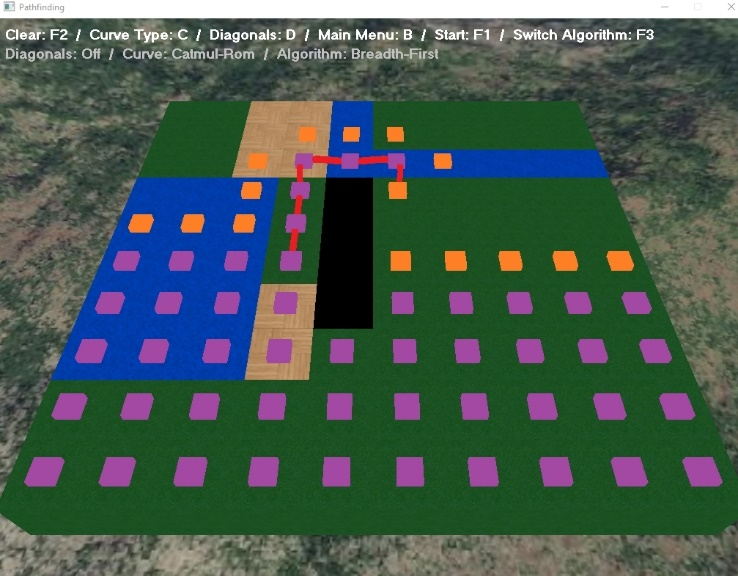 Pathfinding
Clear: F2 / Curve Type: C / Diagonals: D / Main Menu: B / Start: F1 / Switch Algorithm: F3
Diagonals: Off / Curve: Catmul-Rom / Algorithm: Breadth-First